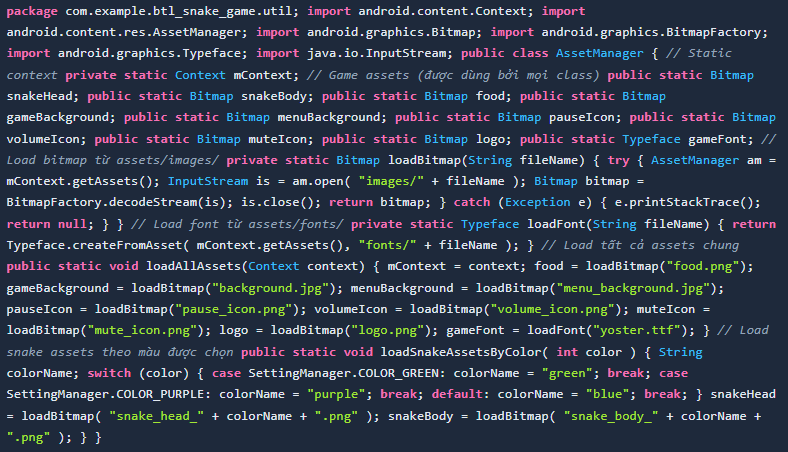 package com.example.btl_snake_game.util; import android.content.Context; import
android.content.res.AssetManager; import android.graphics.Bitmap; import android.graphics.BitmapFactory;
import android.graphics.Typeface; import java.io.InputStream; public class AssetManager { // Static
context private static Context mContext; // Game assets (được dùng bởi mọi class) public static Bitmap
snakeHead; public static Bitmap snakeBody; public static Bitmap food; public static Bitmap
gameBackground; public static Bitmap menuBackground; public static Bitmap pauseIcon; public static Bitmap
volumeIcon; public static Bitmap muteIcon; public static Bitmap logo; public static Typeface gameFont; //
Load bitmap từ assets/images/ private static Bitmap loadBitmap(String fileName) { try { AssetManager am =
mContext.getAssets(); InputStream is = am.open( "images/" + fileName ); Bitmap bitmap =
BitmapFactory.decodeStream(is); is.close(); return bitmap; } catch (Exception e) { e.printStackTrace();
return null; } } // Load font từ assets/fonts/ private static Typeface loadFont(String fileName) { return
Typeface.createFromAsset( mContext.getAssets(), "fonts/" + fileName ); } // Load tất cả assets chung
public static void loadAllAssets(Context context) { mContext = context; food = loadBitmap("food.png");
gameBackground = loadBitmap("background.jpg"); menuBackground = loadBitmap("menu_background.jpg");
pauseIcon = loadBitmap("pause_icon.png"); volumeIcon = loadBitmap("volume_icon.png"); muteIcon =
loadBitmap("mute_icon.png"); logo = loadBitmap("logo.png"); gameFont = loadFont("yoster.ttf"); } // Load
snake assets theo màu được chọn public static void loadSnakeAssetsByColor( int color ) { String
colorName; switch (color) { case SettingManager.COLOR_GREEN: colorName = "green"; break; case
SettingManager.COLOR_PURPLE: colorName = "purple"; break; default: colorName = "blue"; break; } snakeHead
= loadBitmap( "snake_head_" + colorName + ".png" ); snakeBody = loadBitmap( "snake_body_" + colorName +
".png" ); } }